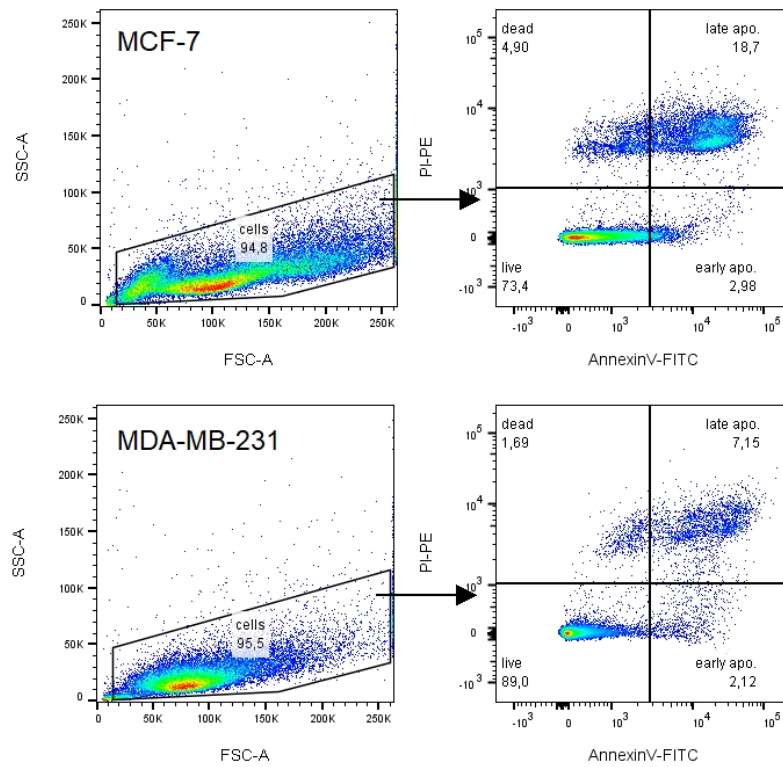 MCF-7
250K
200K
150K
100K
50K
0
SSC-A
cells
94,8
0
50K
100K
150K
200K
250K
FSC-A
dead
4,90
late apo.
18,7
10^5
10^4
10^3
0
-10^3
PI-PE
live
73,4
early apo.
2,98
-10^3
0
10^3
10^4
10^5
AnnexinV-FITC
MDA-MB-231
250K
200K
150K
100K
50K
0
SSC-A
cells
95,5
0
50K
100K
150K
200K
250K
FSC-A
dead
1,69
late apo.
7,15
10^5
10^4
10^3
0
-10^3
PI-PE
live
89,0
early apo.
2,12
-10^3
0
10^3
10^4
10^5
AnnexinV-FITC